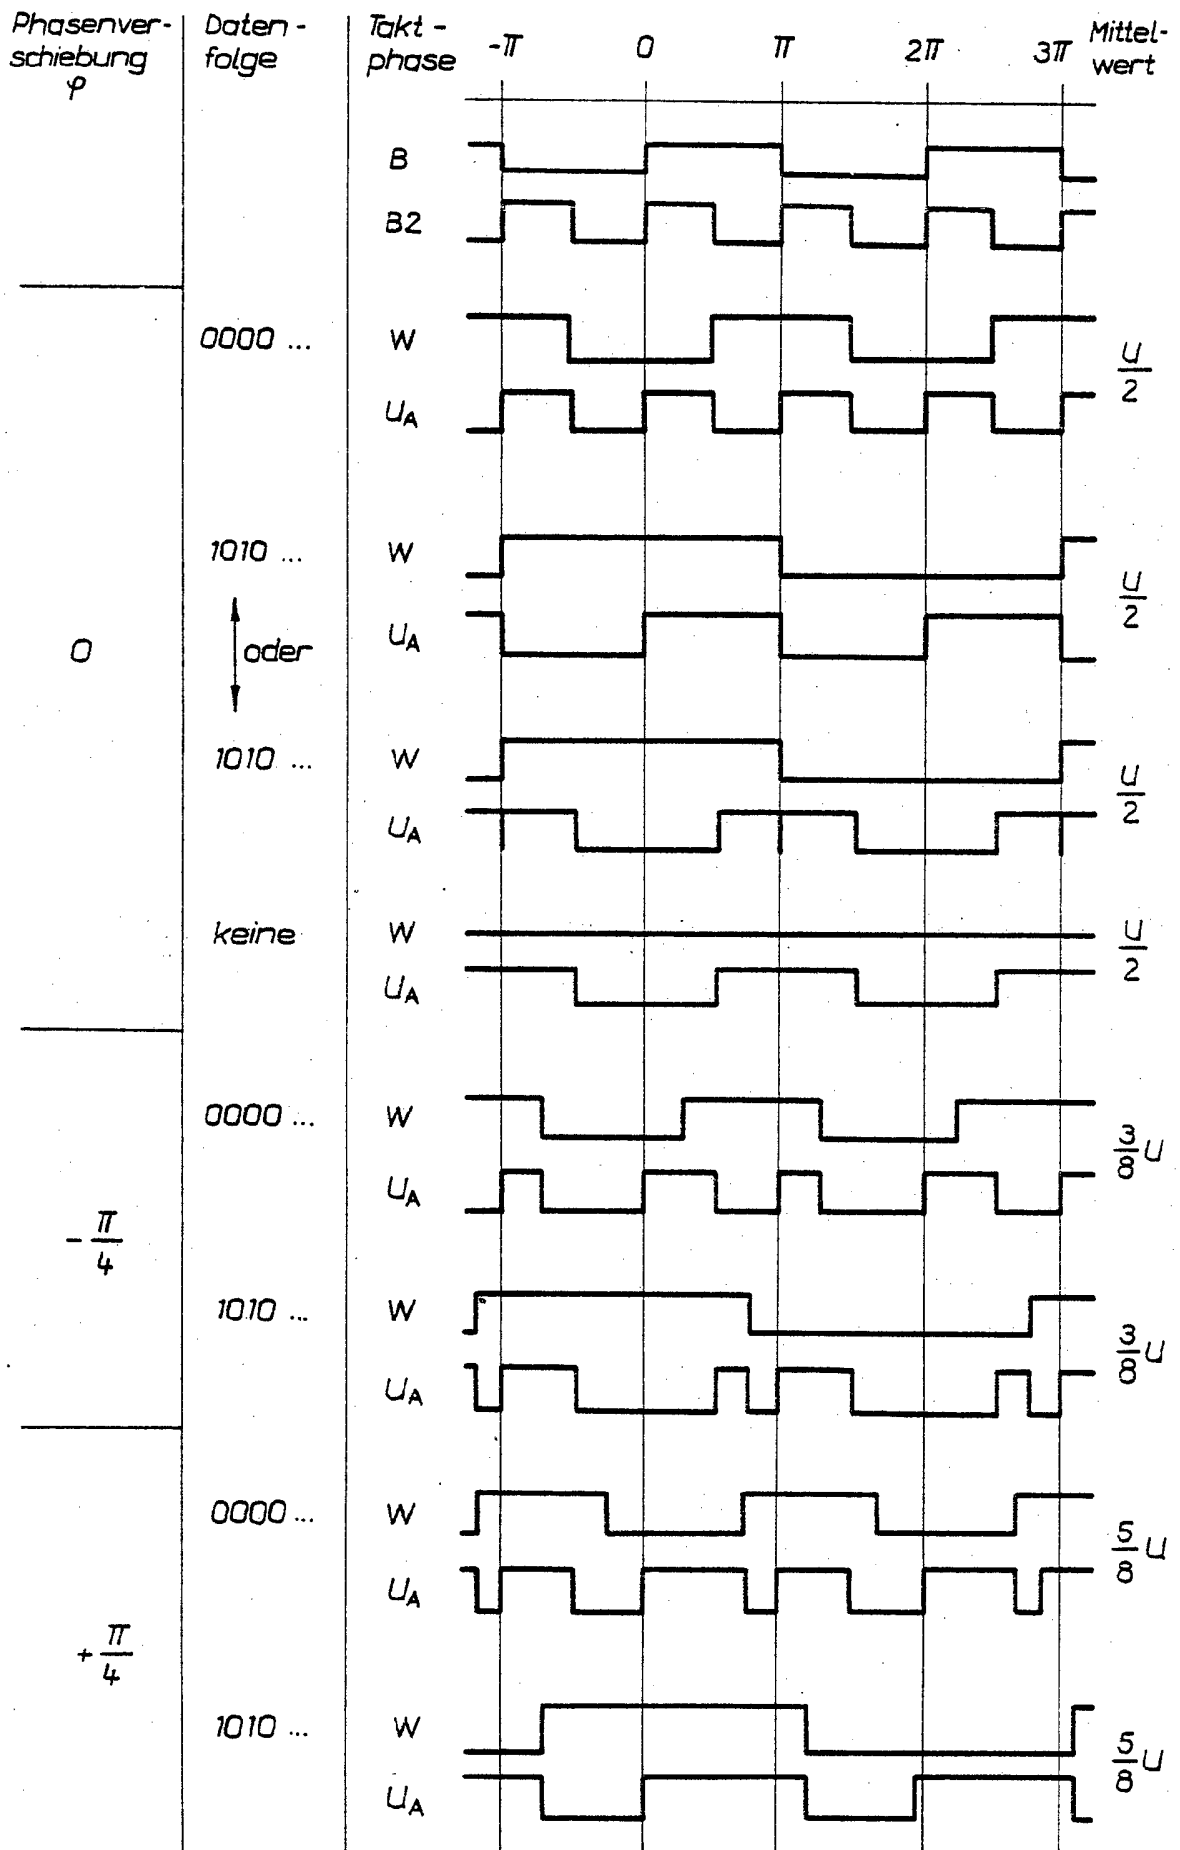 Phasenver-
schiebung
φ
Daten-
folge
Takt-
phase
-π
0
π
2π
3π
Mittel-
wert
B
B2
0000 ...
W
U/2
U_A
1010 ...
W
U/2
0
oder
U_A
1010 ...
W
U/2
U_A
keine
W
U/2
U_A
0000 ...
W
3/8 U
U_A
- π/4
1010 ...
W
3/8 U
U_A
0000 ...
W
5/8 U
U_A
+ π/4
1010 ...
W
5/8 U
U_A